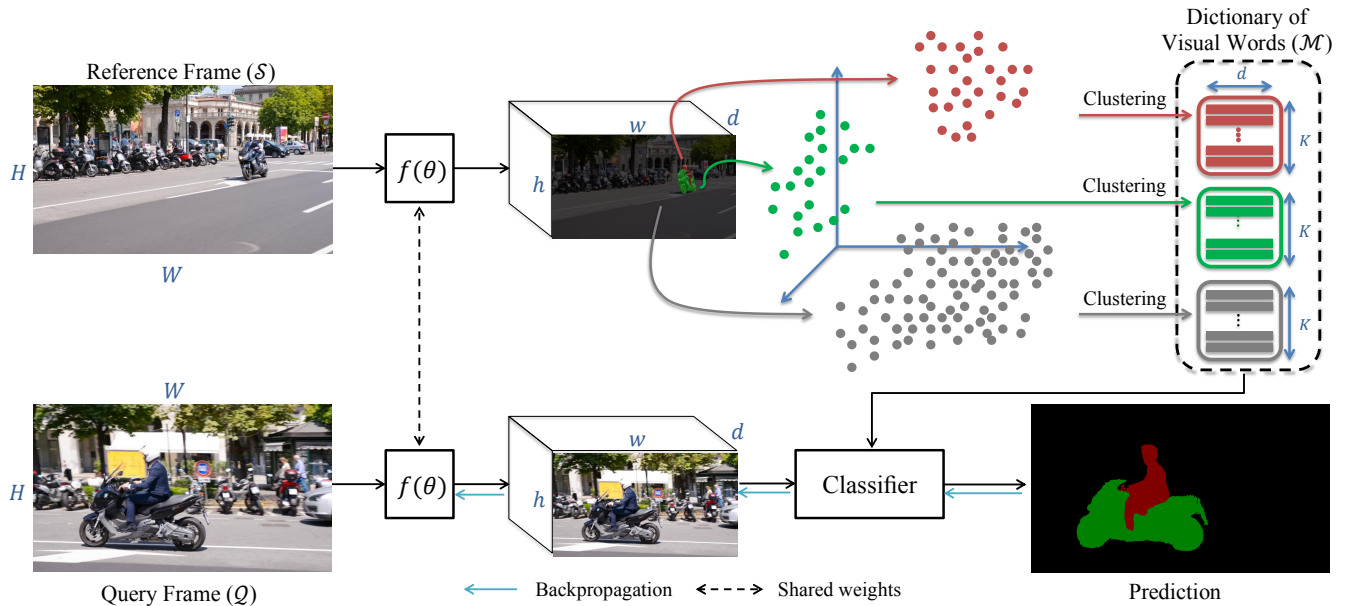 Dictionary of
Visual Words (ℳ)
Reference Frame (𝒮)
d
w
d
Clustering
K
H
f(θ)
h
Clustering
K
W
Clustering
K
W
w
d
H
f(θ)
h
Classifier
Query Frame (𝒬)
Backpropagation
Shared weights
Prediction